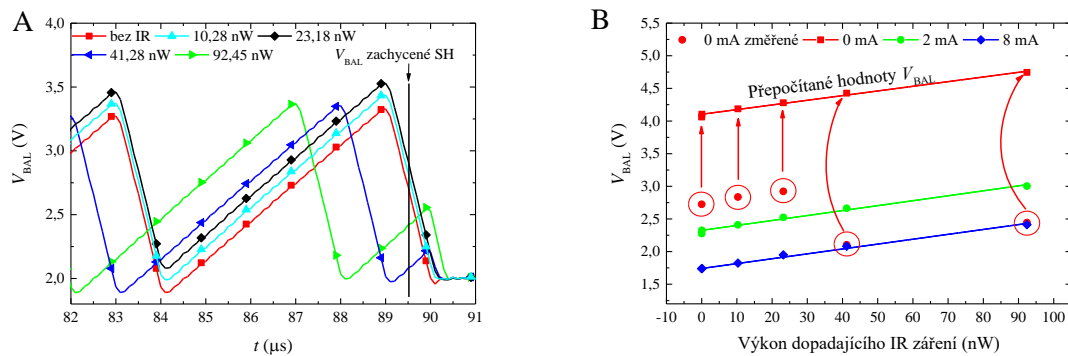 A
bez IR 10,28 nW 23,18 nW
41,28 nW 92,45 nW
V_BAL zachycené SH
4,0
3,5
3,0
2,5
2,0
V_BAL (V)
82 83 84 85 86 87 88 89 90 91
t (μs)
B
0 mA změřené 0 mA 2 mA 8 mA
Přepočítané hodnoty V_BAL
5,5
5,0
4,5
4,0
3,5
3,0
2,5
2,0
1,5
V_BAL (V)
-10 0 10 20 30 40 50 60 70 80 90 100
Výkon dopadajícího IR záření (nW)